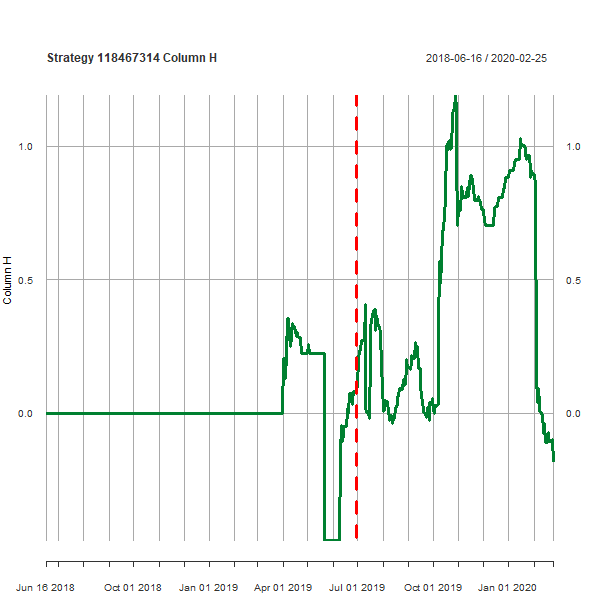 Strategy 118467314 Column H
2018-06-16 / 2020-02-25
1.0
1.0
0.5
0.5
0.0
0.0
Column H
Jun 16 2018
Oct 01 2018
Jan 01 2019
Apr 01 2019
Jul 01 2019
Oct 01 2019
Jan 01 2020